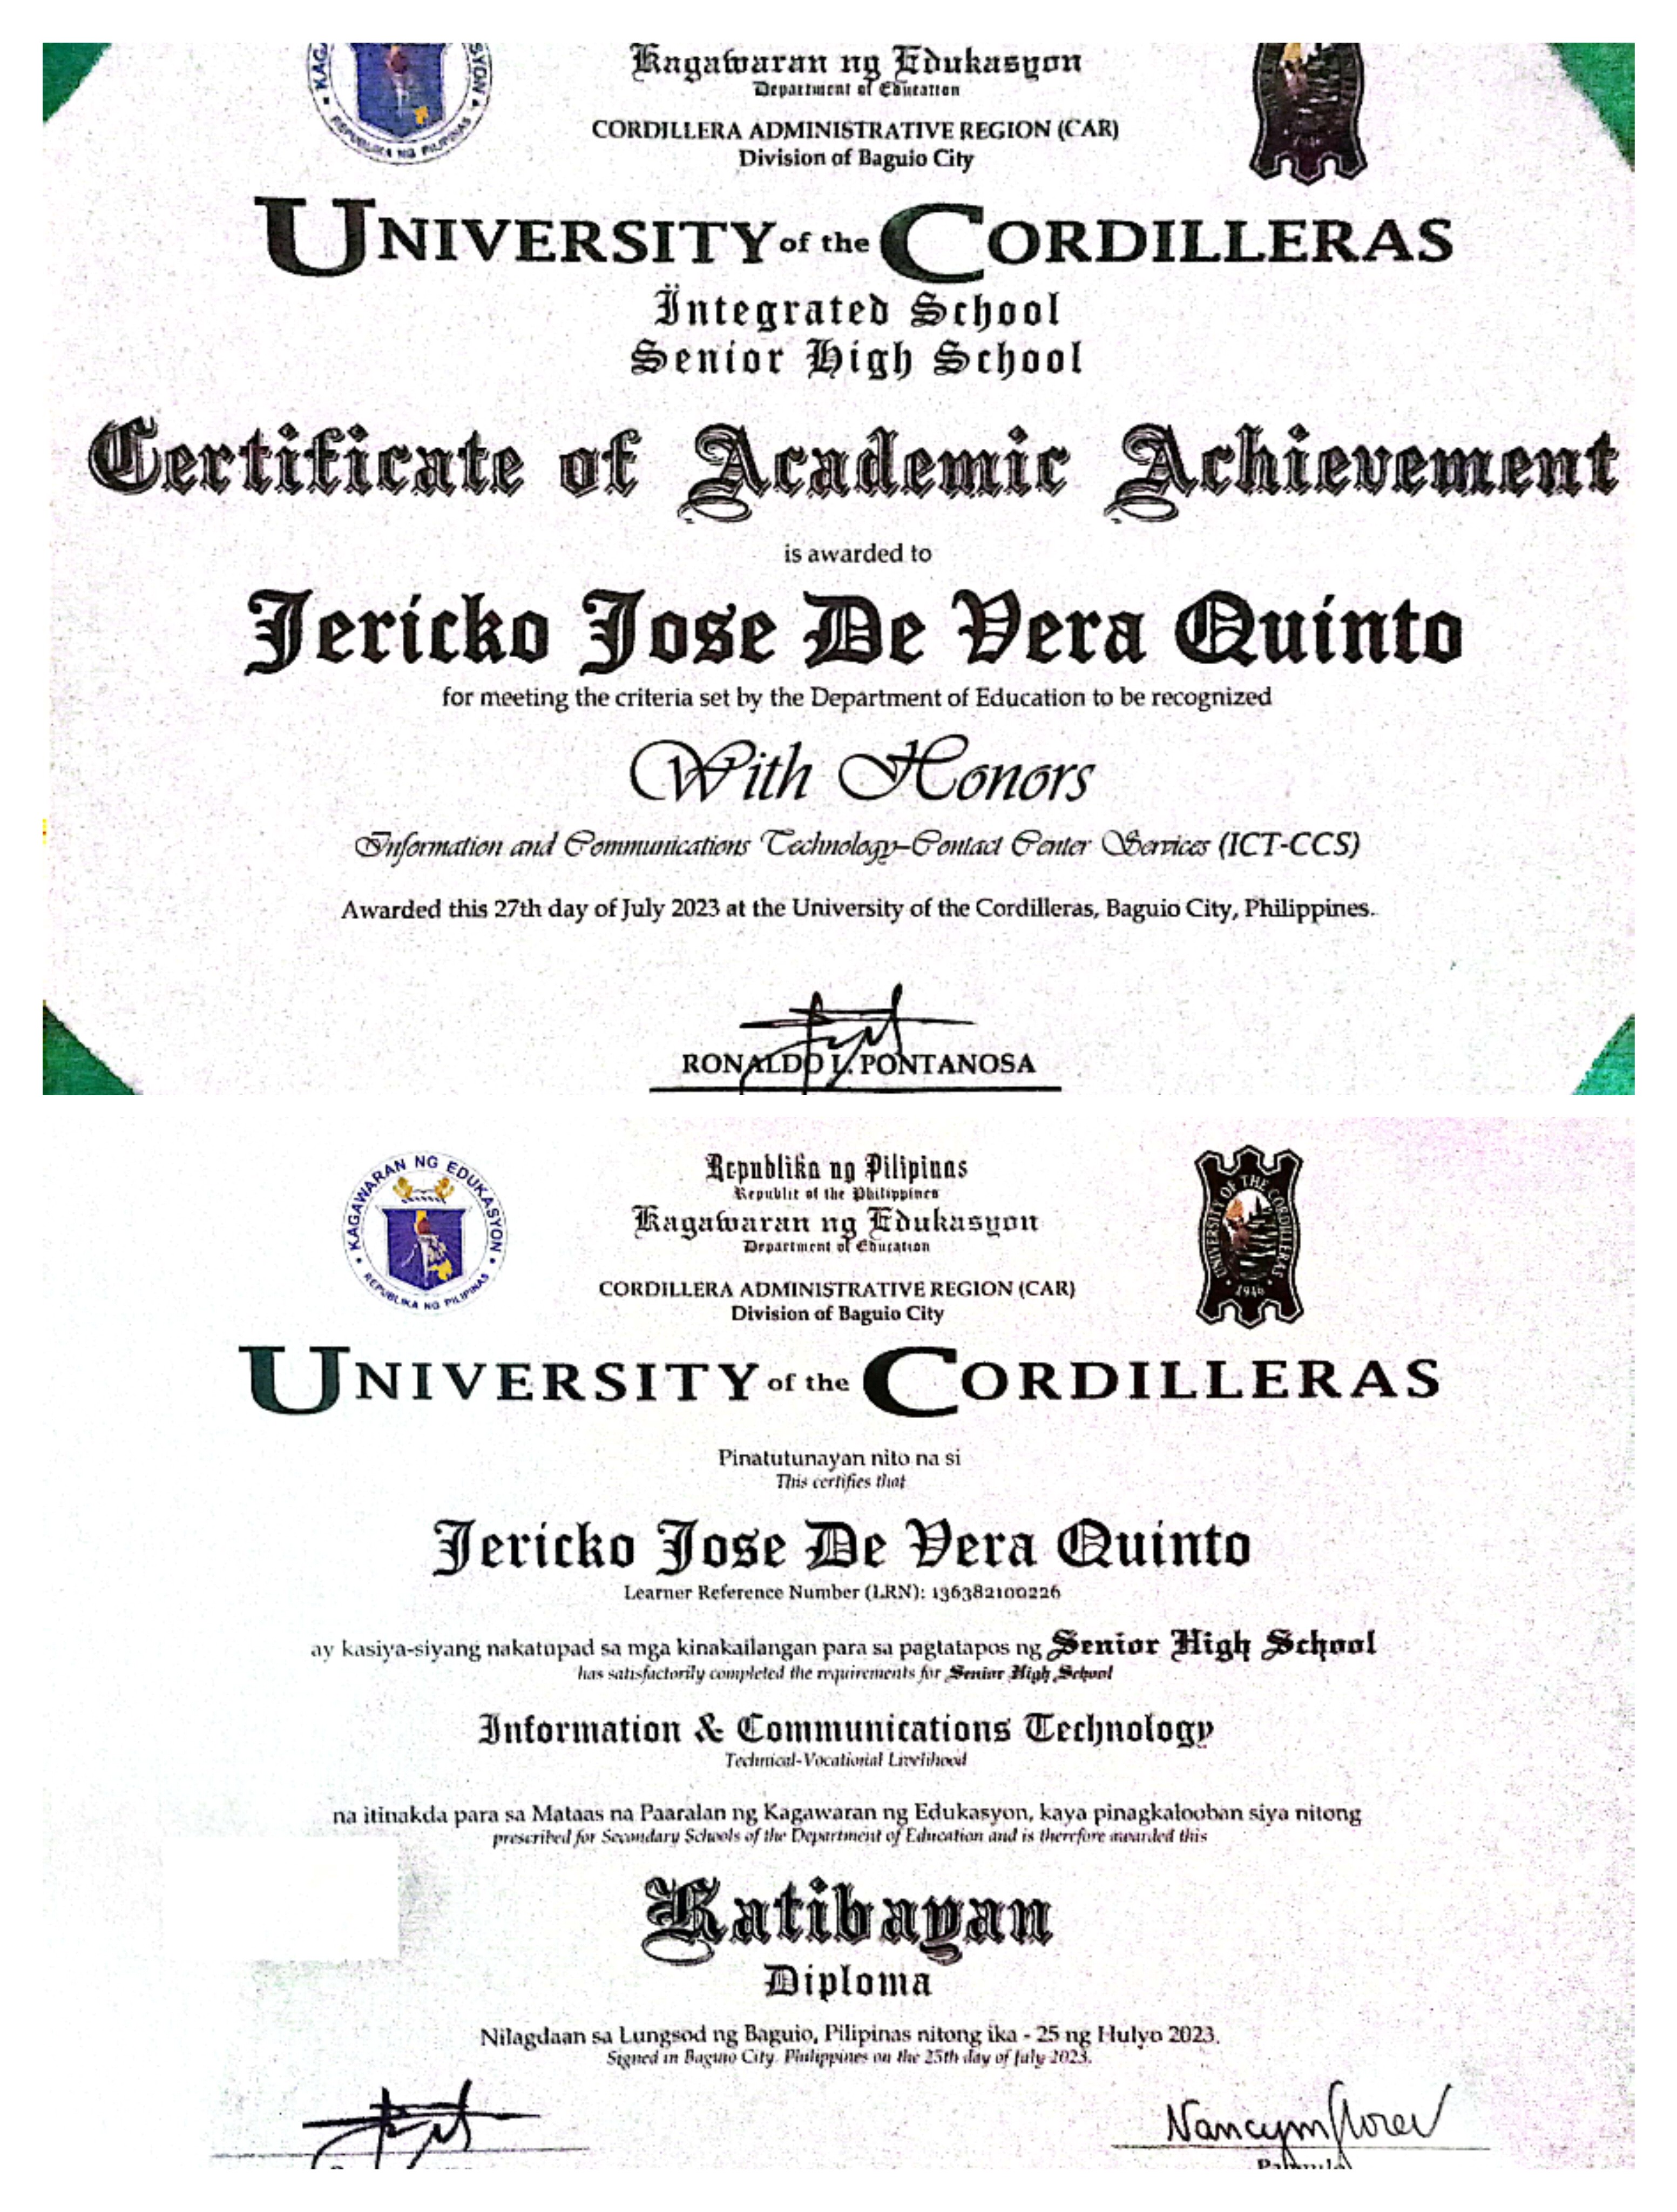 KAG SYON
REPUBLIKA NG PILIPINAS
Kagawaran ng Edukasyon
Department of Education
CORDILLERA ADMINISTRATIVE REGION (CAR)
Division of Baguio City
UNIVERSITY of the CORDILLERAS
Integrated School
Senior High School
Certificate of Academic Achievement
is awarded to
Jericko Jose De Vera Quinto
for meeting the criteria set by the Department of Education to be recognized
With Honors
Information and Communications Technology-Contact Center Services (ICT-CCS)
Awarded this 27th day of July 2023 at the University of the Cordilleras, Baguio City, Philippines.
RONALDO I. PONTANOSA
KAGAWARAN NG EDUKASYON
REPUBLIKA NG PILIPINAS
Republika ng Pilipinas
Republic of the Philippines
Kagawaran ng Edukasyon
Department of Education
UNIVERSITY OF THE CORDILLERAS
1946
CORDILLERA ADMINISTRATIVE REGION (CAR)
Division of Baguio City
UNIVERSITY of the CORDILLERAS
Pinatutunayan nito na si
This certifies that
Jericko Jose De Vera Quinto
Learner Reference Number (LRN): 136382100226
ay kasiya-siyang nakatupad sa mga kinakailangan para sa pagtatapos ng Senior High School
has satisfactorily completed the requirements for Senior High School
Information & Communications Technology
Technical-Vocational Livelihood
na itinakda para sa Mataas na Paaralan ng Kagawaran ng Edukasyon, kaya pinagkalooban siya nitong
prescribed for Secondary Schools of the Department of Education and is therefore awarded this
Katibayan
Diploma
Nilagdaan sa Lungsod ng Baguio, Pilipinas nitong ika - 25 ng Hulyo 2023.
Signed in Baguio City, Philippines on the 25th day of July 2023.